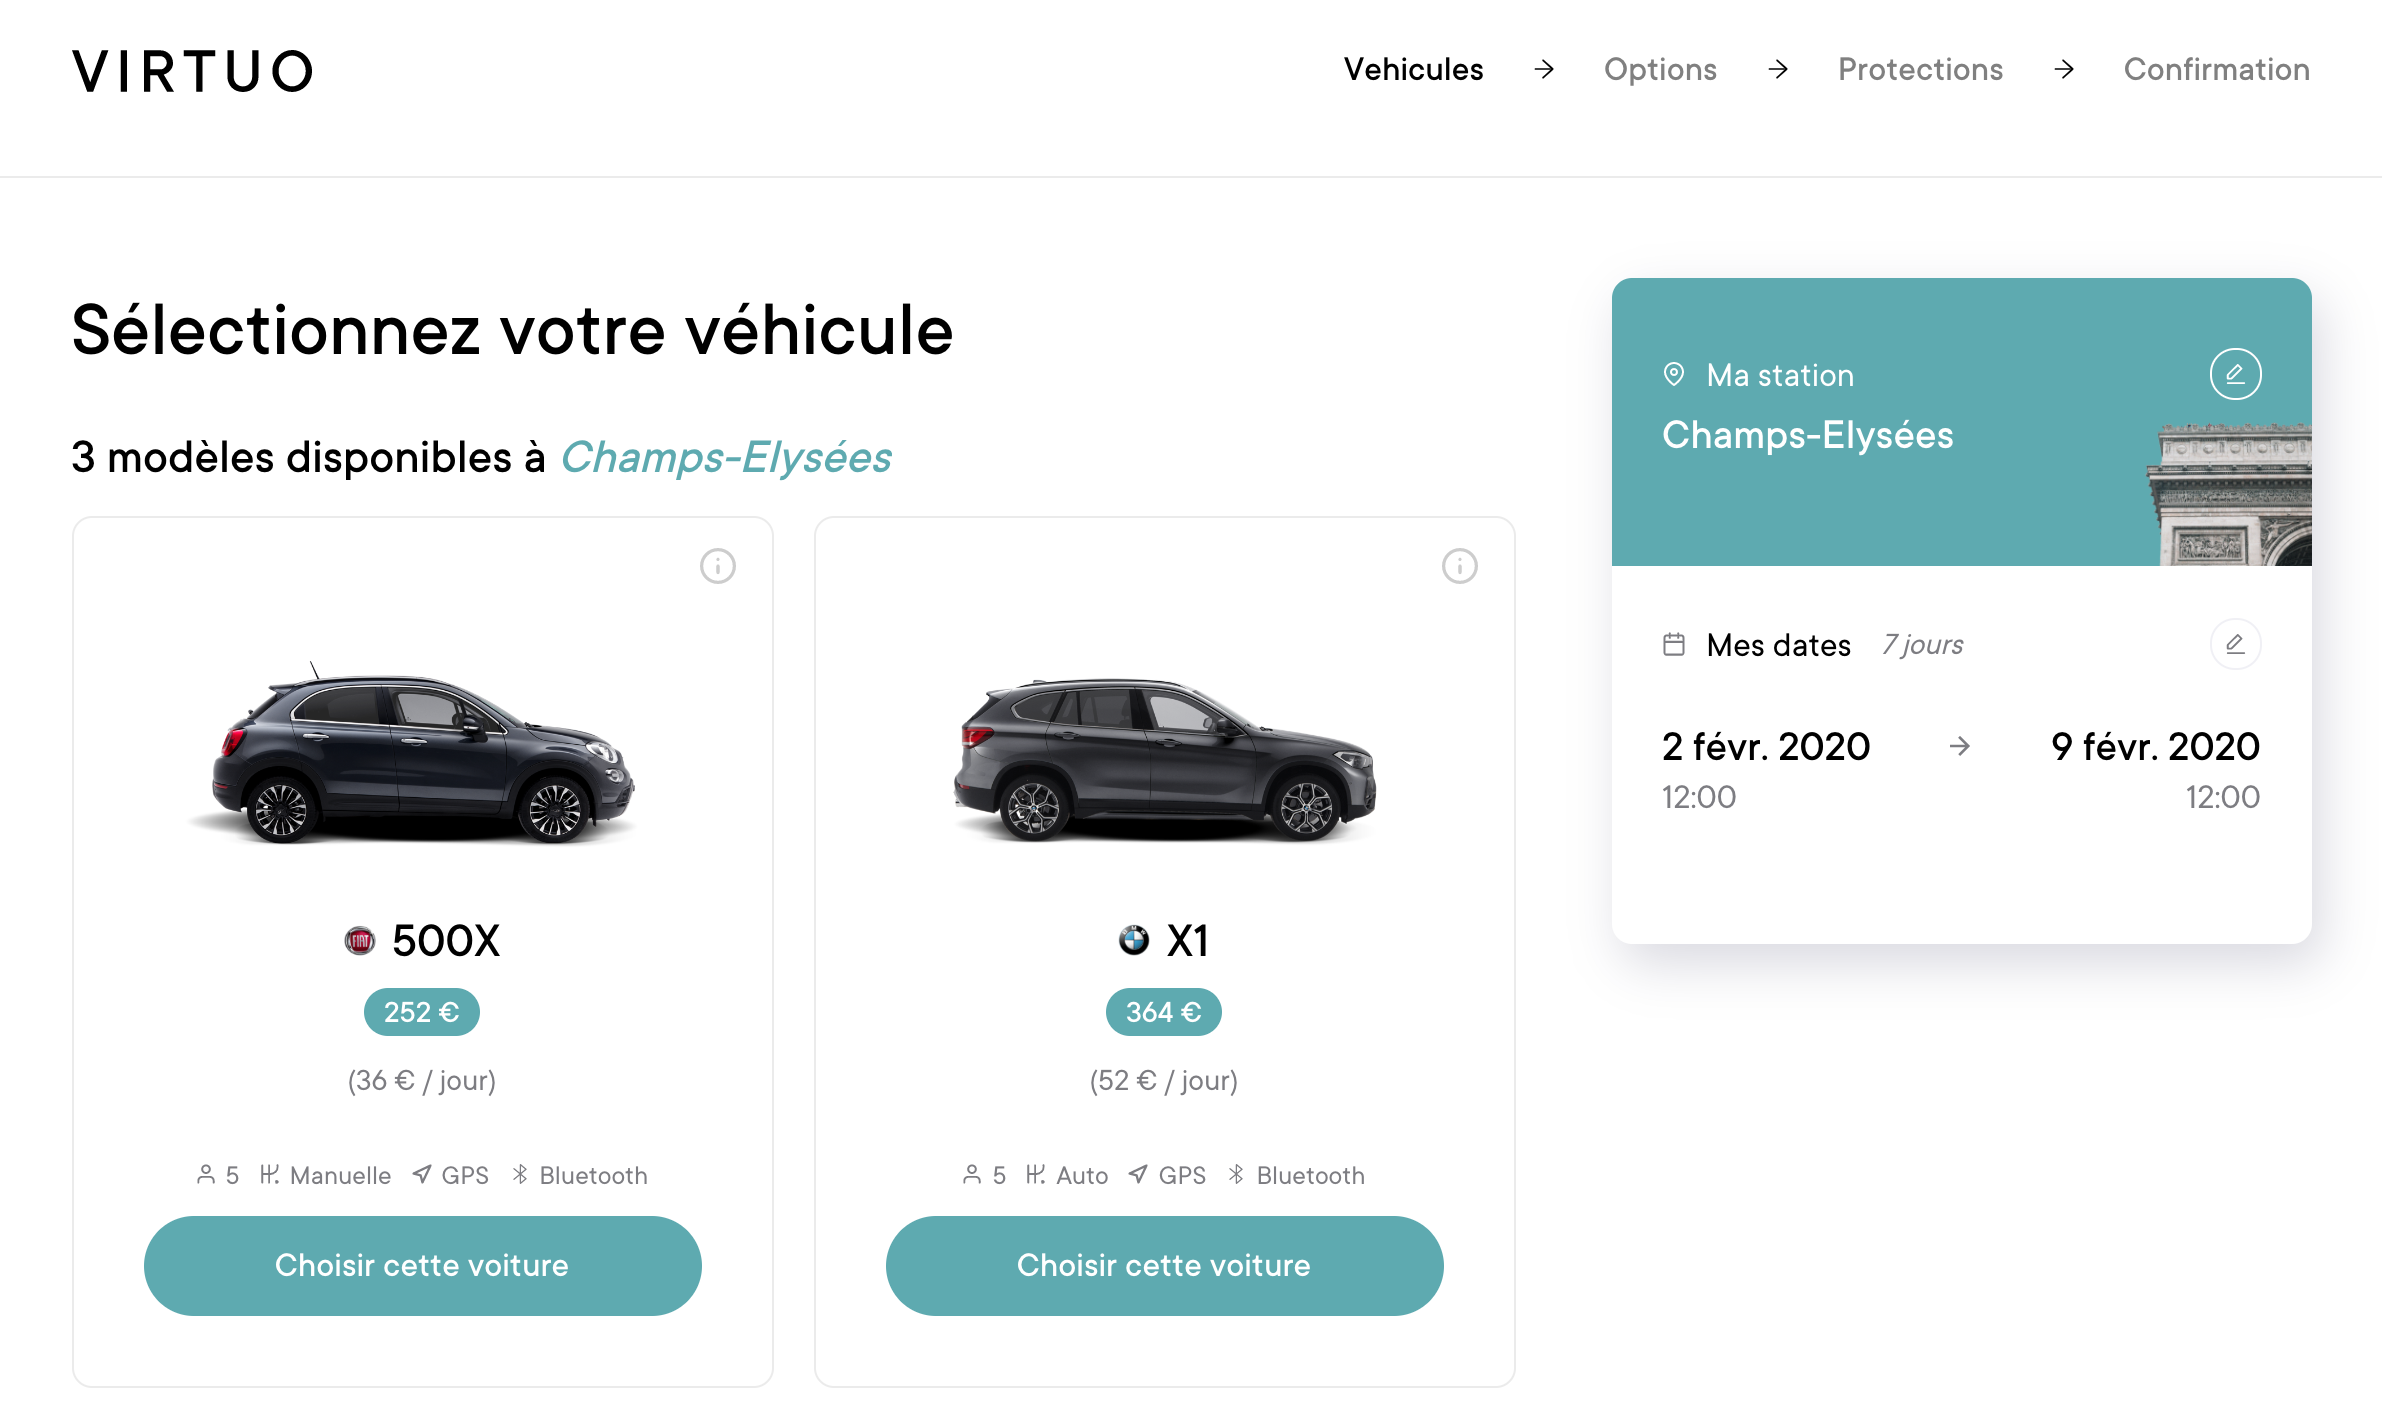 VIRTUO
Vehicules → Options → Protections → Confirmation
Sélectionnez votre véhicule
3 modèles disponibles à Champs-Elysées
FIAT 500X
252 €
(36 € / jour)
5 Manuelle GPS Bluetooth
Choisir cette voiture
BMW X1
364 €
(52 € / jour)
5 Auto GPS Bluetooth
Choisir cette voiture
Ma station
Champs-Elysées
Mes dates 7 jours
2 févr. 2020 → 9 févr. 2020
12:00 12:00